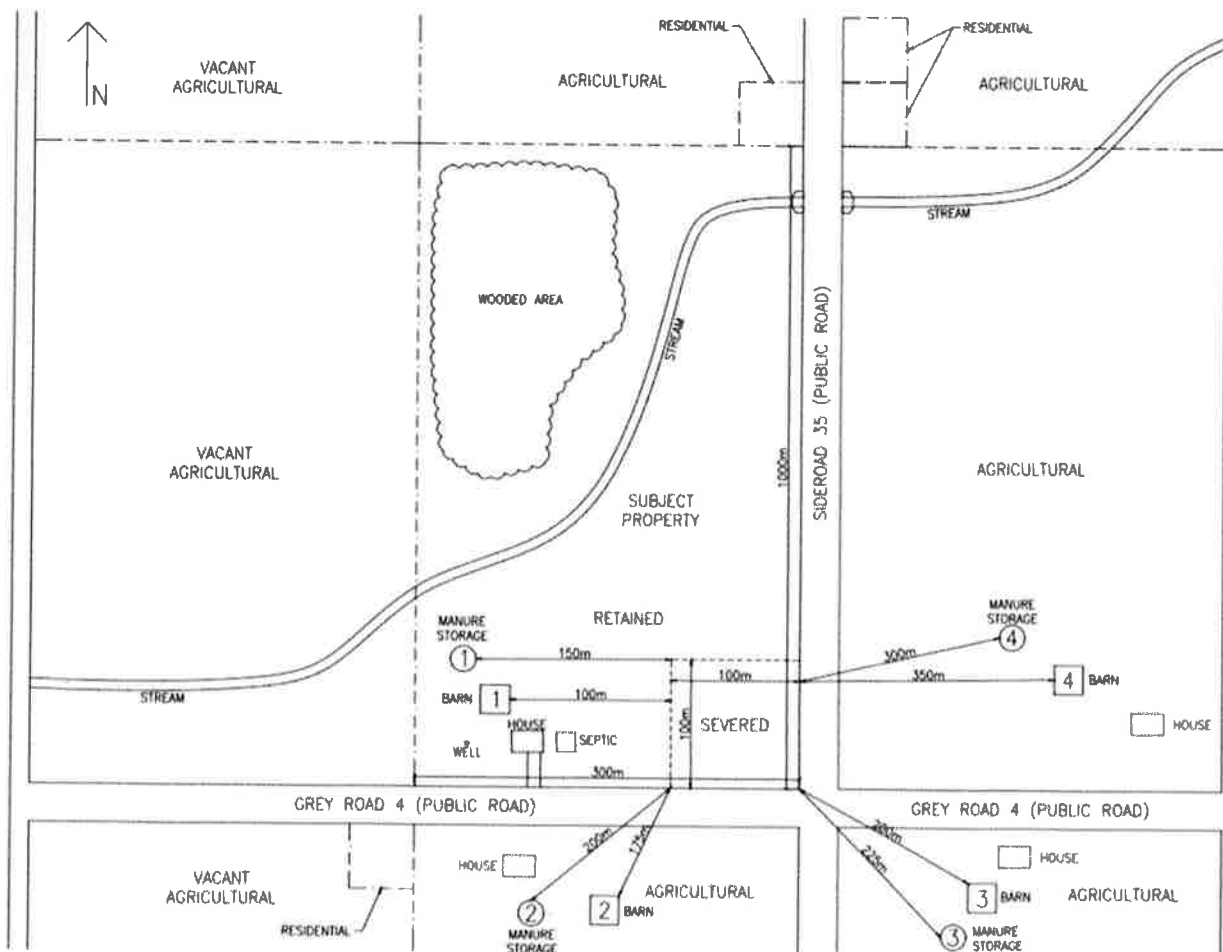 RESIDENTIAL
RESIDENTIAL
VACANT
AGRICULTURAL
AGRICULTURAL
AGRICULTURAL
N
STREAM
WOODED AREA
STREAM
SIDEROAD 35 (PUBLIC ROAD)
1000m
VACANT
AGRICULTURAL
AGRICULTURAL
SUBJECT
PROPERTY
MANURE
STORAGE
RETAINED
MANURE
STORAGE
1
150m
4
300m
100m
350m
4
BARN
BARN
1
100m
STREAM
100m
SEVERED
HOUSE
HOUSE
SEPTIC
WELL
300m
GREY ROAD 4 (PUBLIC ROAD)
GREY ROAD 4 (PUBLIC ROAD)
200m
175m
200m
225m
HOUSE
HOUSE
VACANT
AGRICULTURAL
AGRICULTURAL
AGRICULTURAL
2
2
BARN
3
BARN
RESIDENTIAL
MANURE
STORAGE
3
MANURE
STORAGE